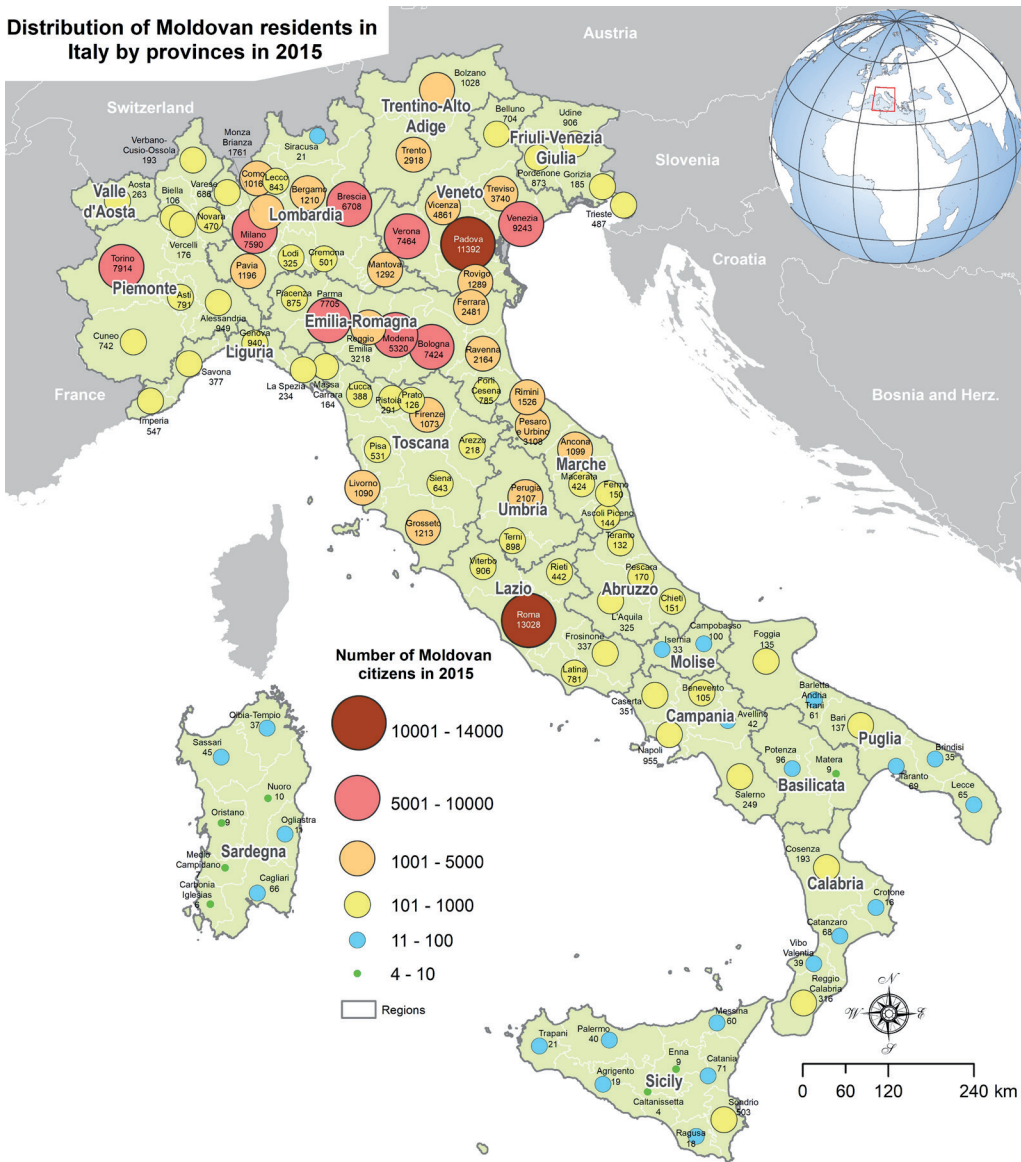 Distribution of Moldovan residents in
Italy by provinces in 2015
Austria
Switzerland
Slovenia
Croatia
Bosnia and Herz.
France
Bolzano
1028
Trentino-Alto
Adige
Trento
2918
Belluno
704
Udine
906
Friuli-Venezia
Giulia
Pordenone
873
Gorizia
185
Trieste
487
Verbano-
Cusio-Ossola
193
Monza
Brianza
1761
Siracusa
21
Valle
d'Aosta
Aosta
263
Biella
106
Varese
686
Como
1016
Lecco
843
Bergamo
1210
Brescia
6708
Lombardia
Novara
470
Milano
7590
Vercelli
176
Lodi
325
Cremona
501
Pavia
1196
Mantova
1292
Veneto
Vicenza
4861
Treviso
3740
Venezia
9243
Verona
7464
Padova
11392
Rovigo
1289
Torino
7914
Piemonte
Asti
791
Alessandria
949
Cuneo
742
Genova
940
Liguria
Savona
377
Imperia
547
La Spezia
234
Piacenza
875
Parma
7705
Emilia-Romagna
Reggio
Emilia
3218
Modena
5320
Bologna
7424
Ferrara
2481
Ravenna
2164
Forli
Cesena
785
Rimini
1526
Massa
Carrara
164
Lucca
388
Pistoia
291
Prato
126
Firenze
1073
Toscana
Pisa
531
Arezzo
218
Siena
643
Livorno
1090
Grosseto
1213
Pesaro
e Urbino
3108
Ancona
1099
Marche
Macerata
424
Fermo
150
Ascoli Piceno
144
Perugia
2107
Umbria
Terni
898
Viterbo
906
Rieti
442
Lazio
Roma
13028
Frosinone
337
Latina
781
Teramo
132
Pescara
170
Abruzzo
Chieti
151
L'Aquila
325
Isernia
33
Campobasso
100
Molise
Foggia
135
Barletta
Andria
Trani
61
Bari
137
Puglia
Brindisi
35
Taranto
69
Lecce
65
Caserta
351
Benevento
105
Campania
Avellino
42
Napoli
955
Salerno
249
Potenza
96
Matera
9
Basilicata
Cosenza
193
Calabria
Crotone
16
Catanzaro
68
Vibo
Valentia
39
Reggio
Calabria
316
Messina
60
Trapani
21
Palermo
40
Enna
9
Catania
71
Agrigento
19
Sicily
Caltanissetta
4
Sondrio
503
Ragusa
18
Qibia-Tempio
37
Sassari
45
Nuoro
10
Oristano
9
Ogliastra
11
Sardegna
Medio
Campidano
7
Carbonia
Iglesias
6
Cagliari
66
Number of Moldovan
citizens in 2015
10001 - 14000
5001 - 10000
1001 - 5000
101 - 1000
11 - 100
4 - 10
Regions
N
W
E
S
0 60 120 240 km